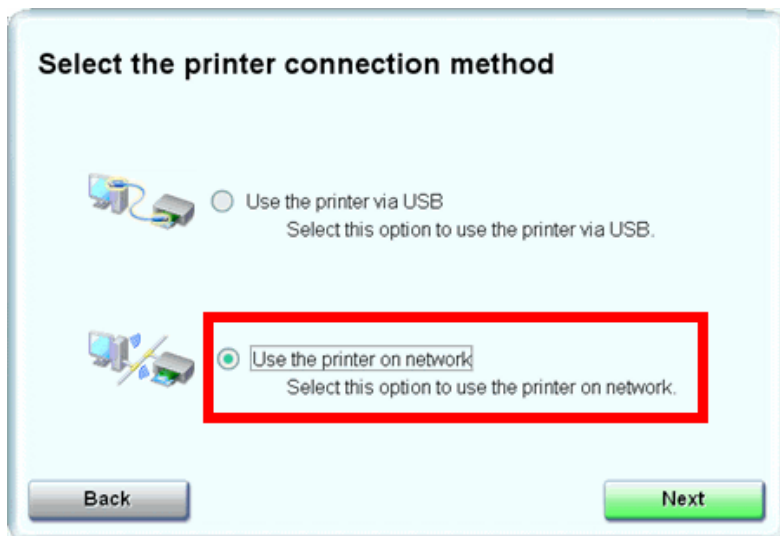 Select the printer connection method
Use the printer via USB
Select this option to use the printer via USB.
Use the printer on network
Select this option to use the printer on network.
Back
Next